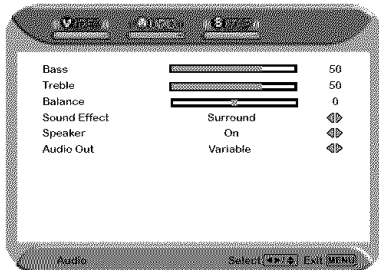 Bass 50
Treble 50
Balance 0
Sound Effect Surround
Speaker On
Audio Out Variable
Audio Select Exit MENU